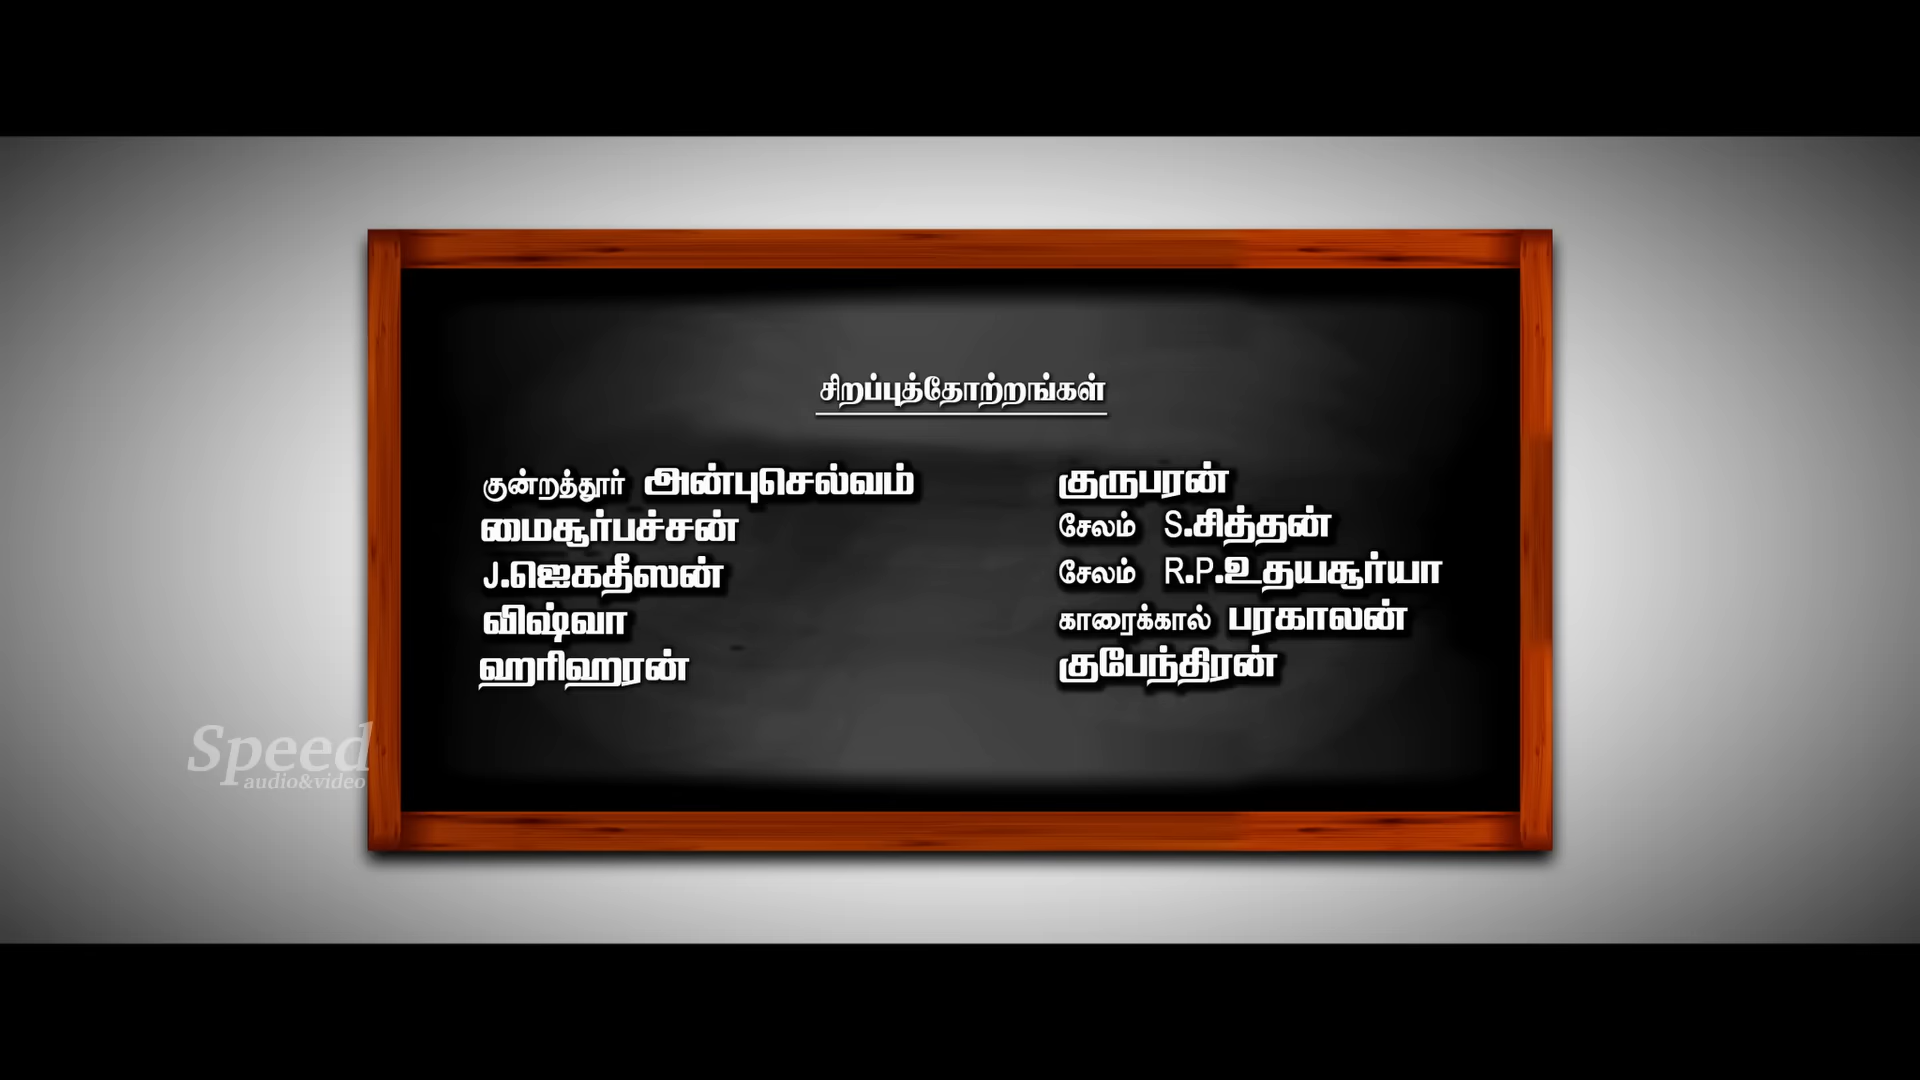 சிறப்புத்தோற்றங்கள்
குன்றத்தூர் அன்புசெல்வம்
மைசூர்பச்சன்
J.ஜெகதீஸன்
விஷ்வா
ஹரிஹரன்
குருபரன்
சேலம் S.சித்தன்
சேலம் R.P.உதயசூர்யா
காரைக்கால் பரகாலன்
குபேந்திரன்
Speed
audio&video